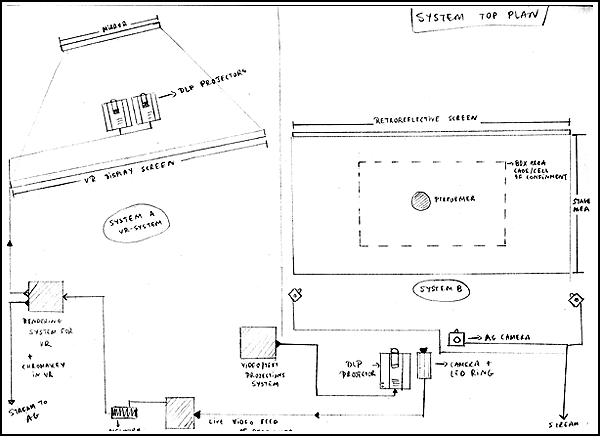 SYSTEM TOP PLAN
MIRROR
DLP PROJECTORS
VR DISPLAY SCREEN
SYSTEM A
VR-SYSTEM
RETROREFLECTIVE SCREEN
BOX AREA
CAGE/CELL
OF CONFINMENT
PERFORMER
STAGE
AREA
SYSTEM B
RENDERING
SYSTEM FOR
VR
+
CHROMAKEY
IN VR
STREAM TO
AG
VIDEO/TEXT
PROJECTIONS
SYSTEM
DLP
PROJECTOR
AG CAMERA
CAMERA +
LED RING
LIVE VIDEO FEED
NETWORK
STREAM